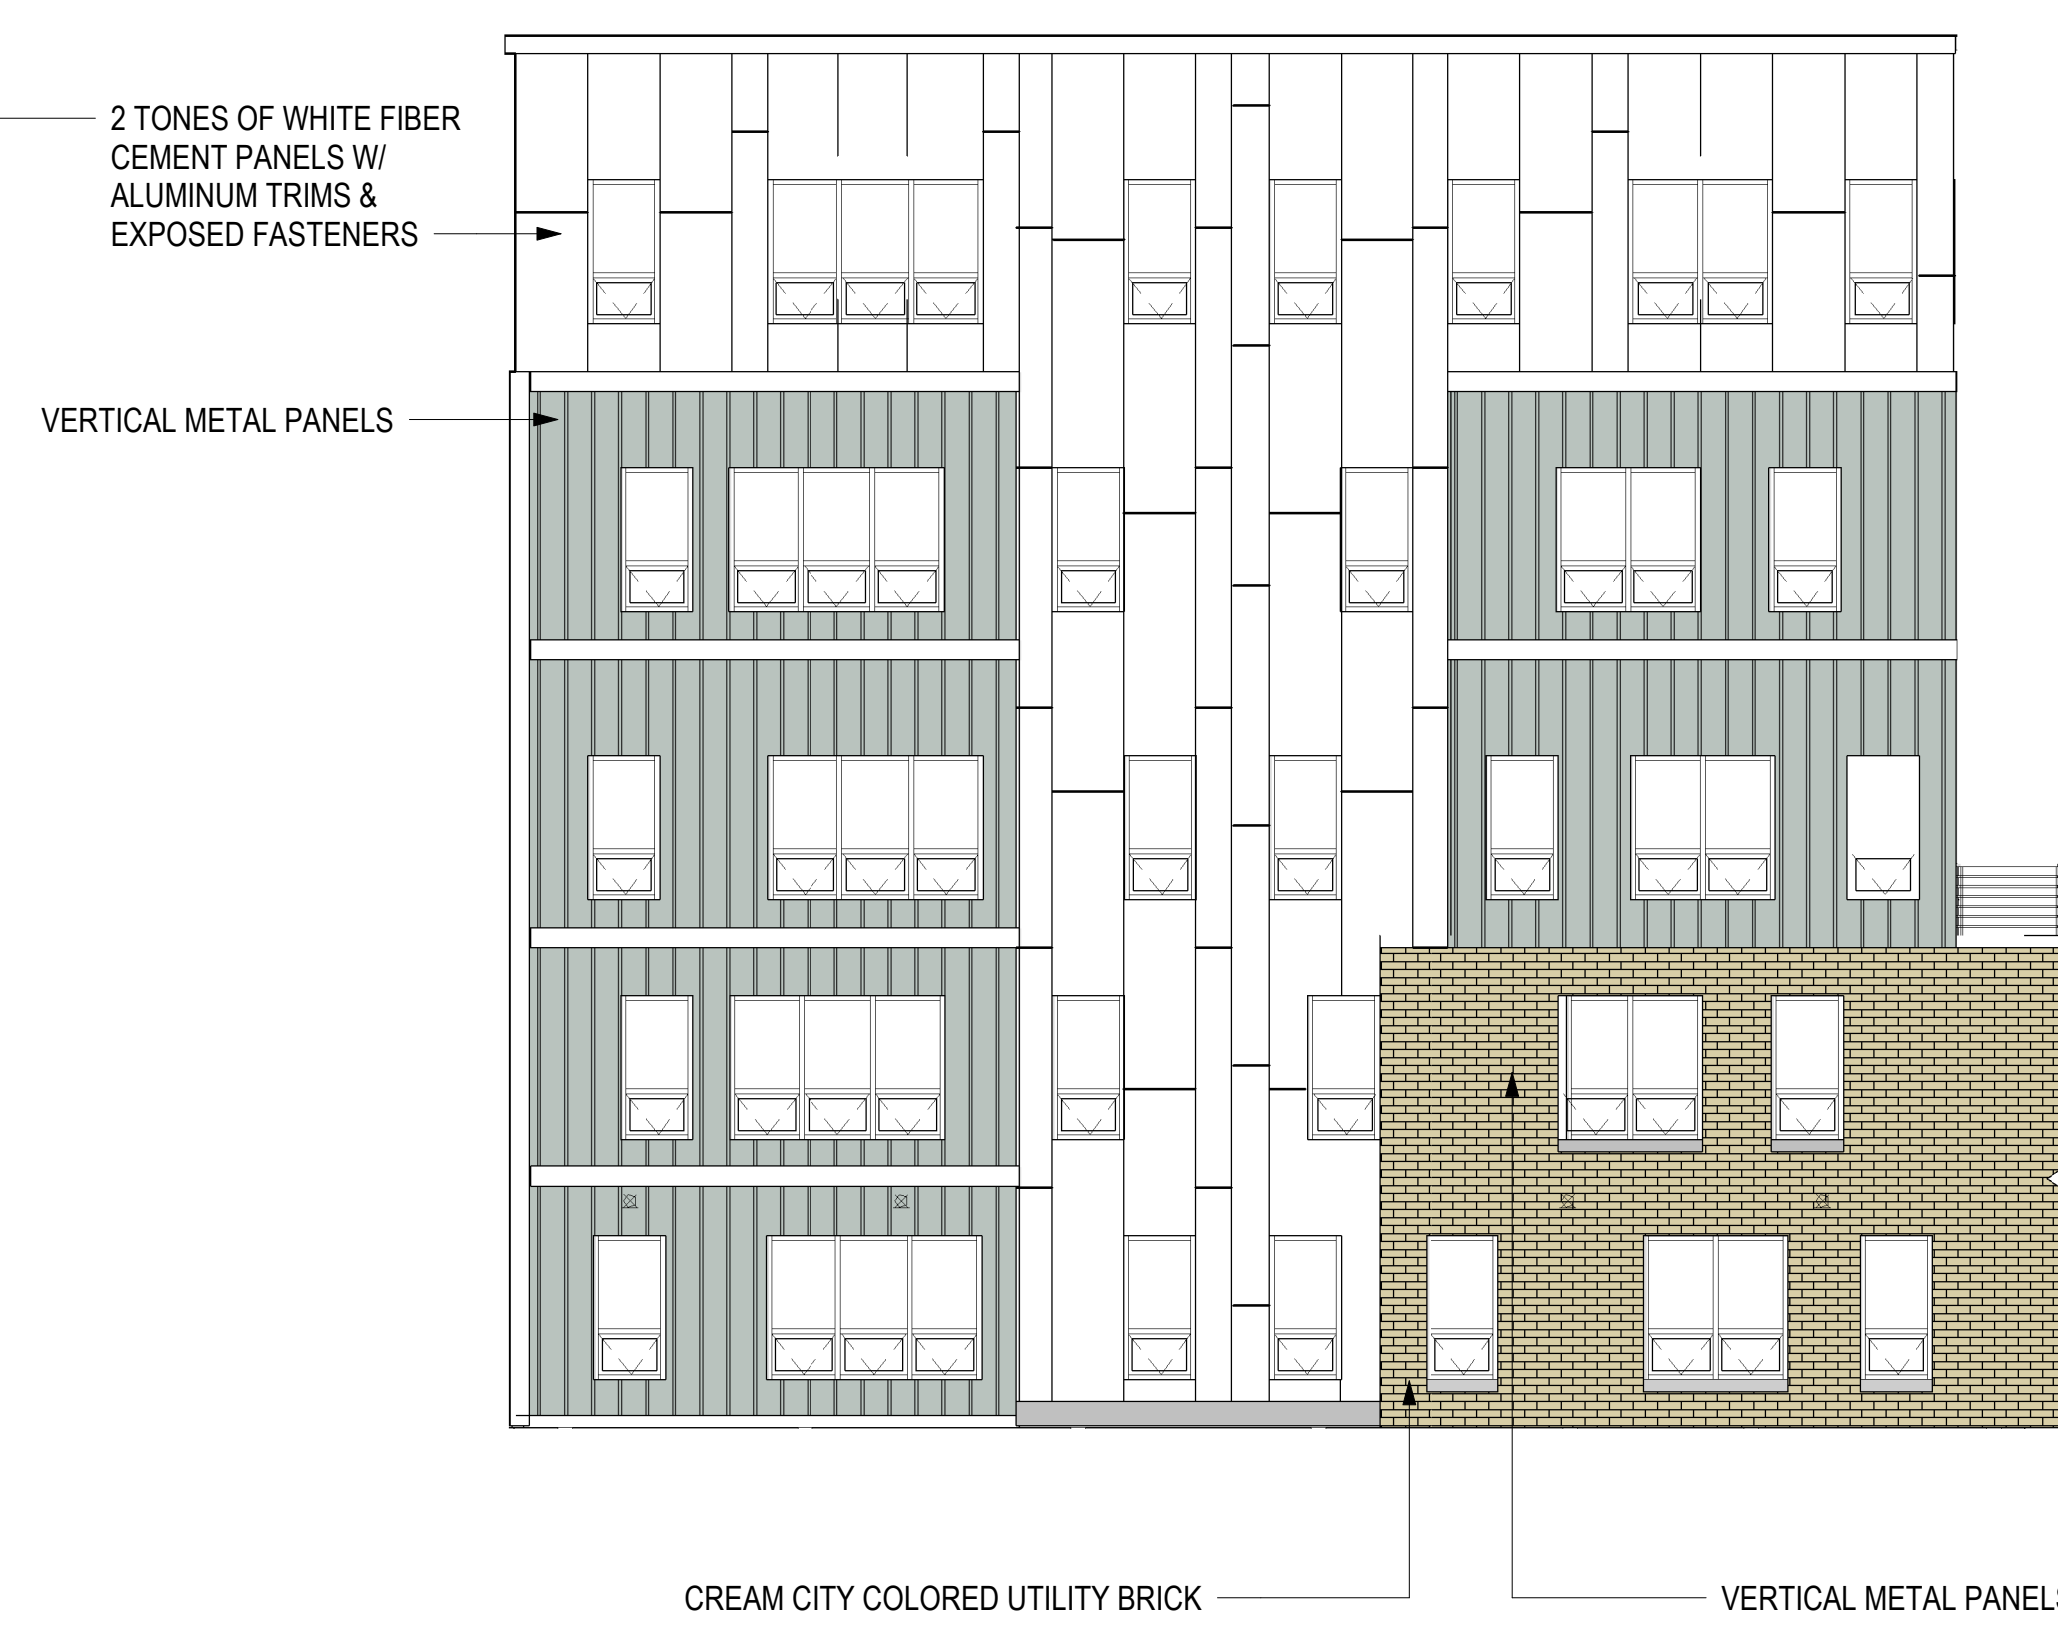 2 TONES OF WHITE FIBER
CEMENT PANELS W/
ALUMINUM TRIMS &
EXPOSED FASTENERS
VERTICAL METAL PANELS
CREAM CITY COLORED UTILITY BRICK
VERTICAL METAL PANELS